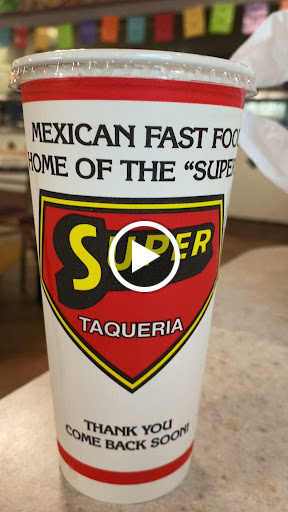 MEXICAN FAST FOO
HOME OF THE “SUPE
SUPER
TAQUERIA
THANK YOU
COME BACK SOON!